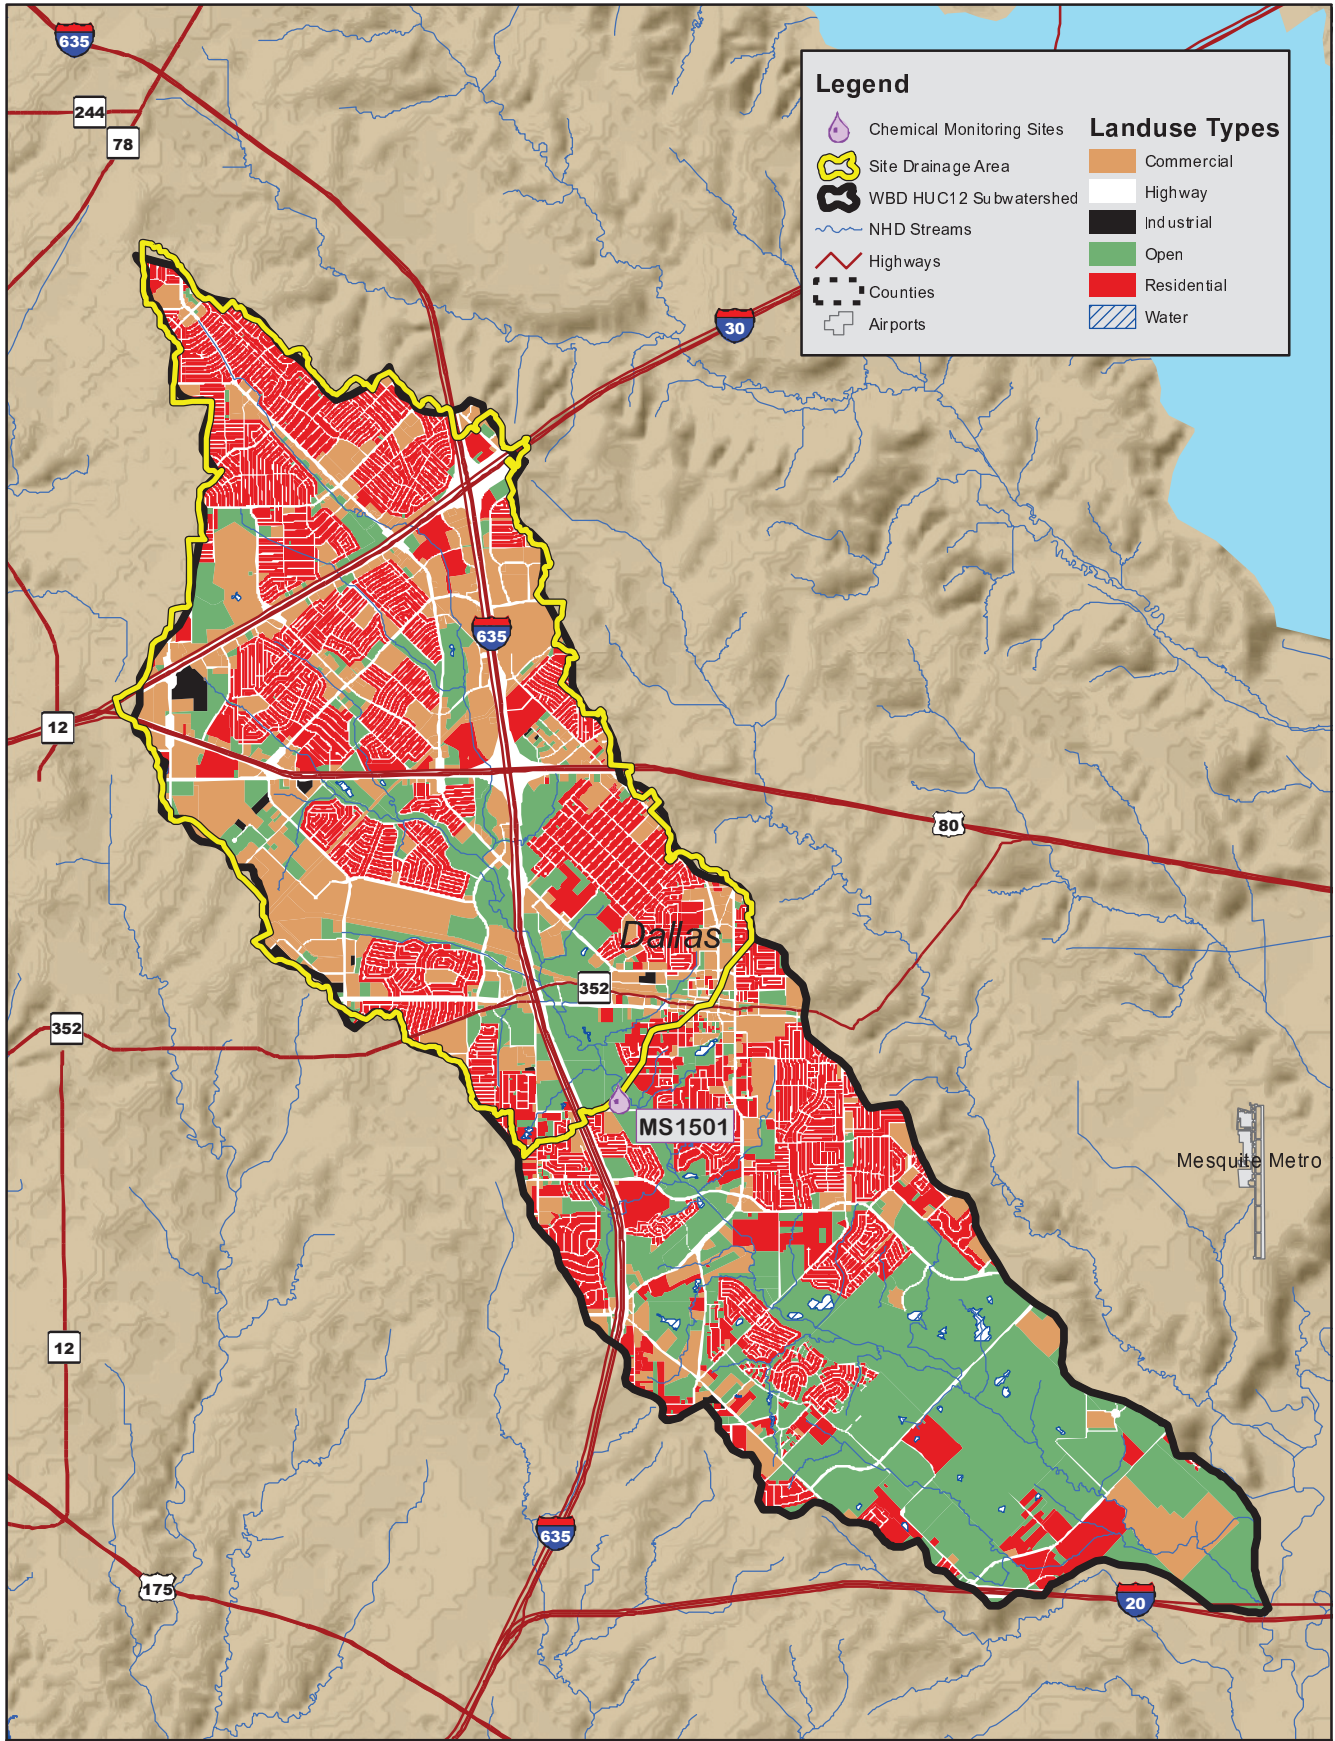 635
244
78
Legend
Chemical Monitoring Sites
Site Drainage Area
WBD HUC12 Subwatershed
NHD Streams
Highways
Counties
Airports
Landuse Types
Commercial
Highway
Industrial
Open
Residential
Water
30
635
12
80
Dallas
352
352
MS1501
Mesquite Metro
12
635
175
20